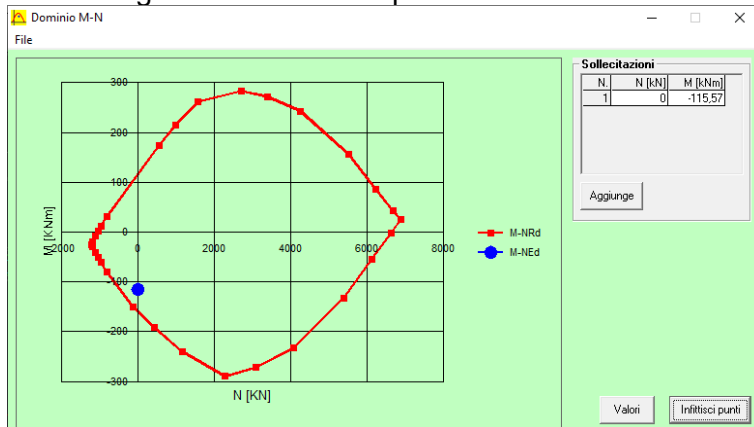 Dominio M-N
File
300
200
100
0
-100
-200
-300
M [KNm]
2000
0
2000
4000
6000
8000
N [KN]
M-NRd
M-NEd
Sollecitazioni
N. N [kN] M [kNm]
1 0 -115,57
Aggiunge
Valori
Infittisci punti